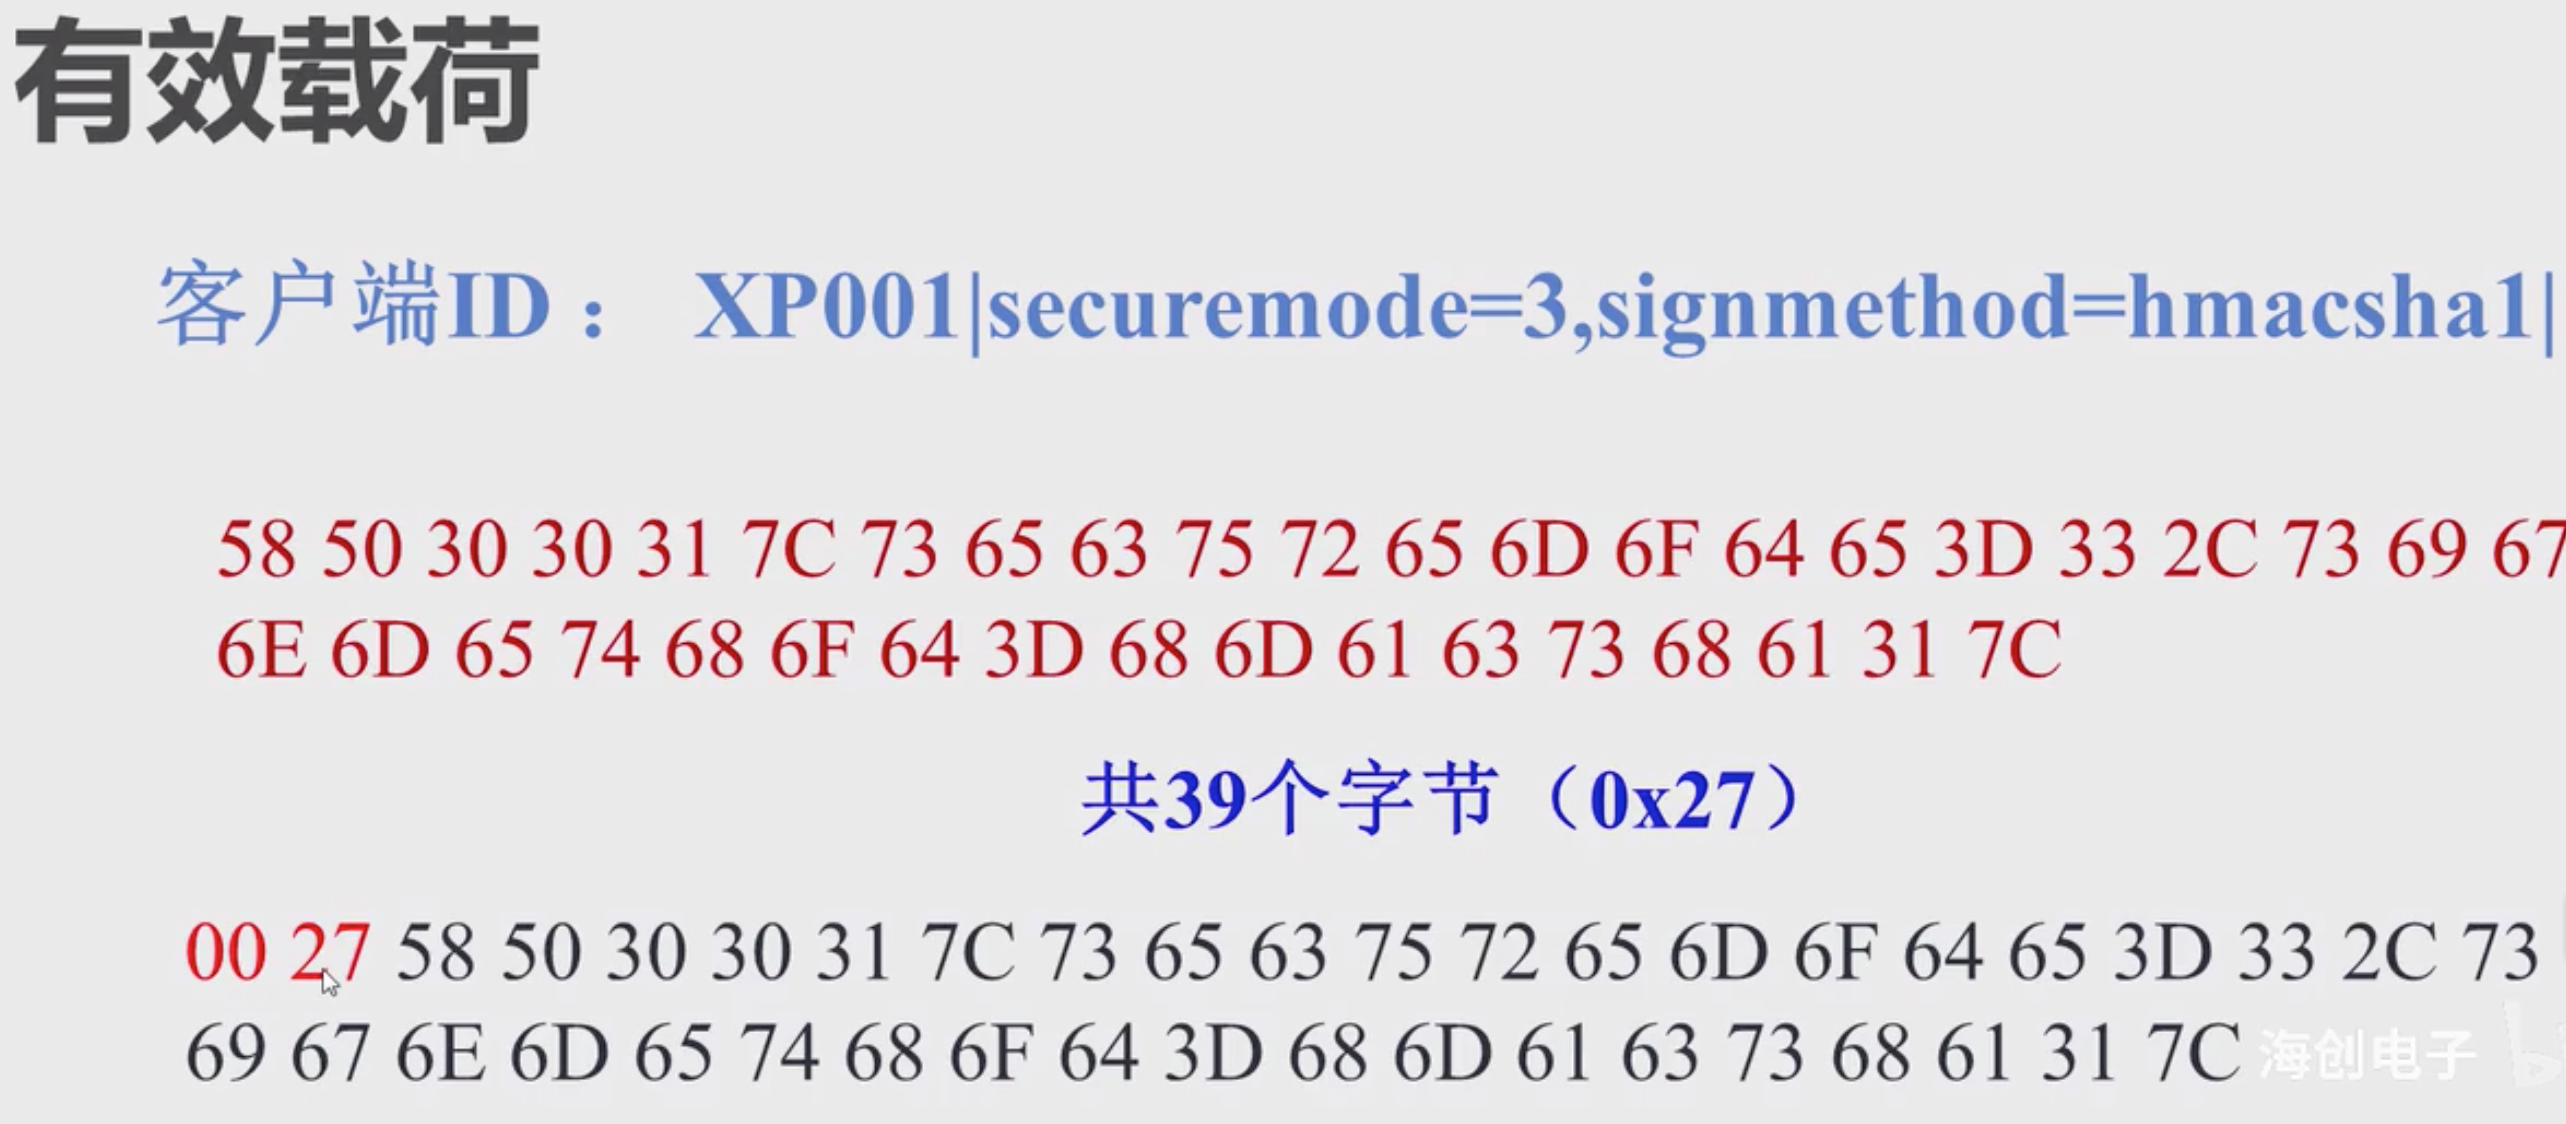 有效载荷
客户端ID： XP001|securemode=3,signmethod=hmacsha1|
58 50 30 30 31 7C 73 65 63 75 72 65 6D 6F 64 65 3D 33 2C 73 69 67
6E 6D 65 74 68 6F 64 3D 68 6D 61 63 73 68 61 31 7C
共39个字节（0x27）
00 27 58 50 30 30 31 7C 73 65 63 75 72 65 6D 6F 64 65 3D 33 2C 73
69 67 6E 6D 65 74 68 6F 64 3D 68 6D 61 63 73 68 61 31 7C
海创电子